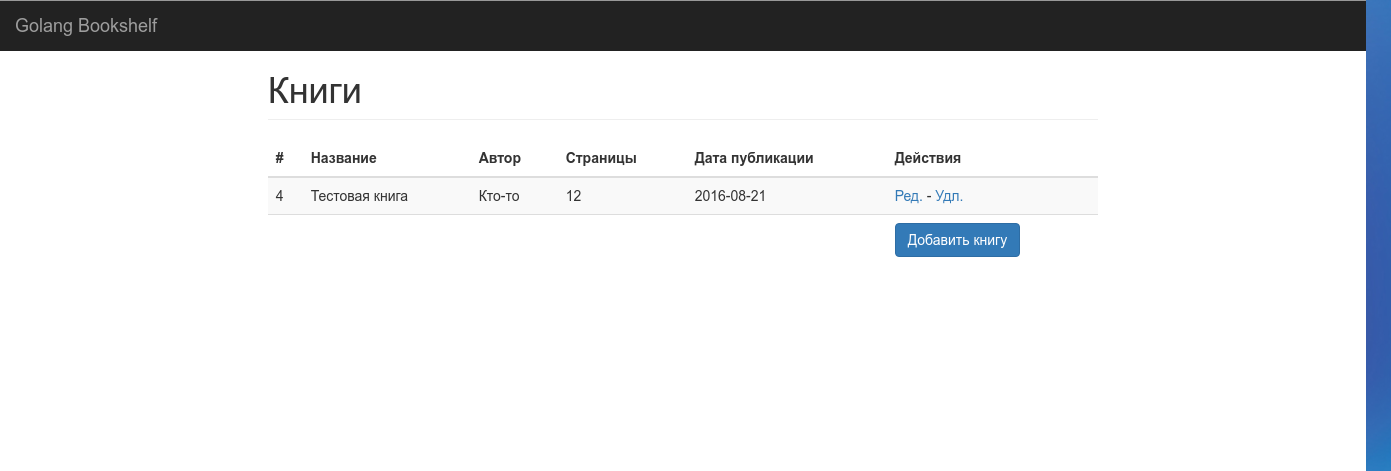 Golang Bookshelf
Книги
# Название Автор Страницы Дата публикации Действия
4 Тестовая книга Кто-то 12 2016-08-21 Ред. - Удл.
Добавить книгу